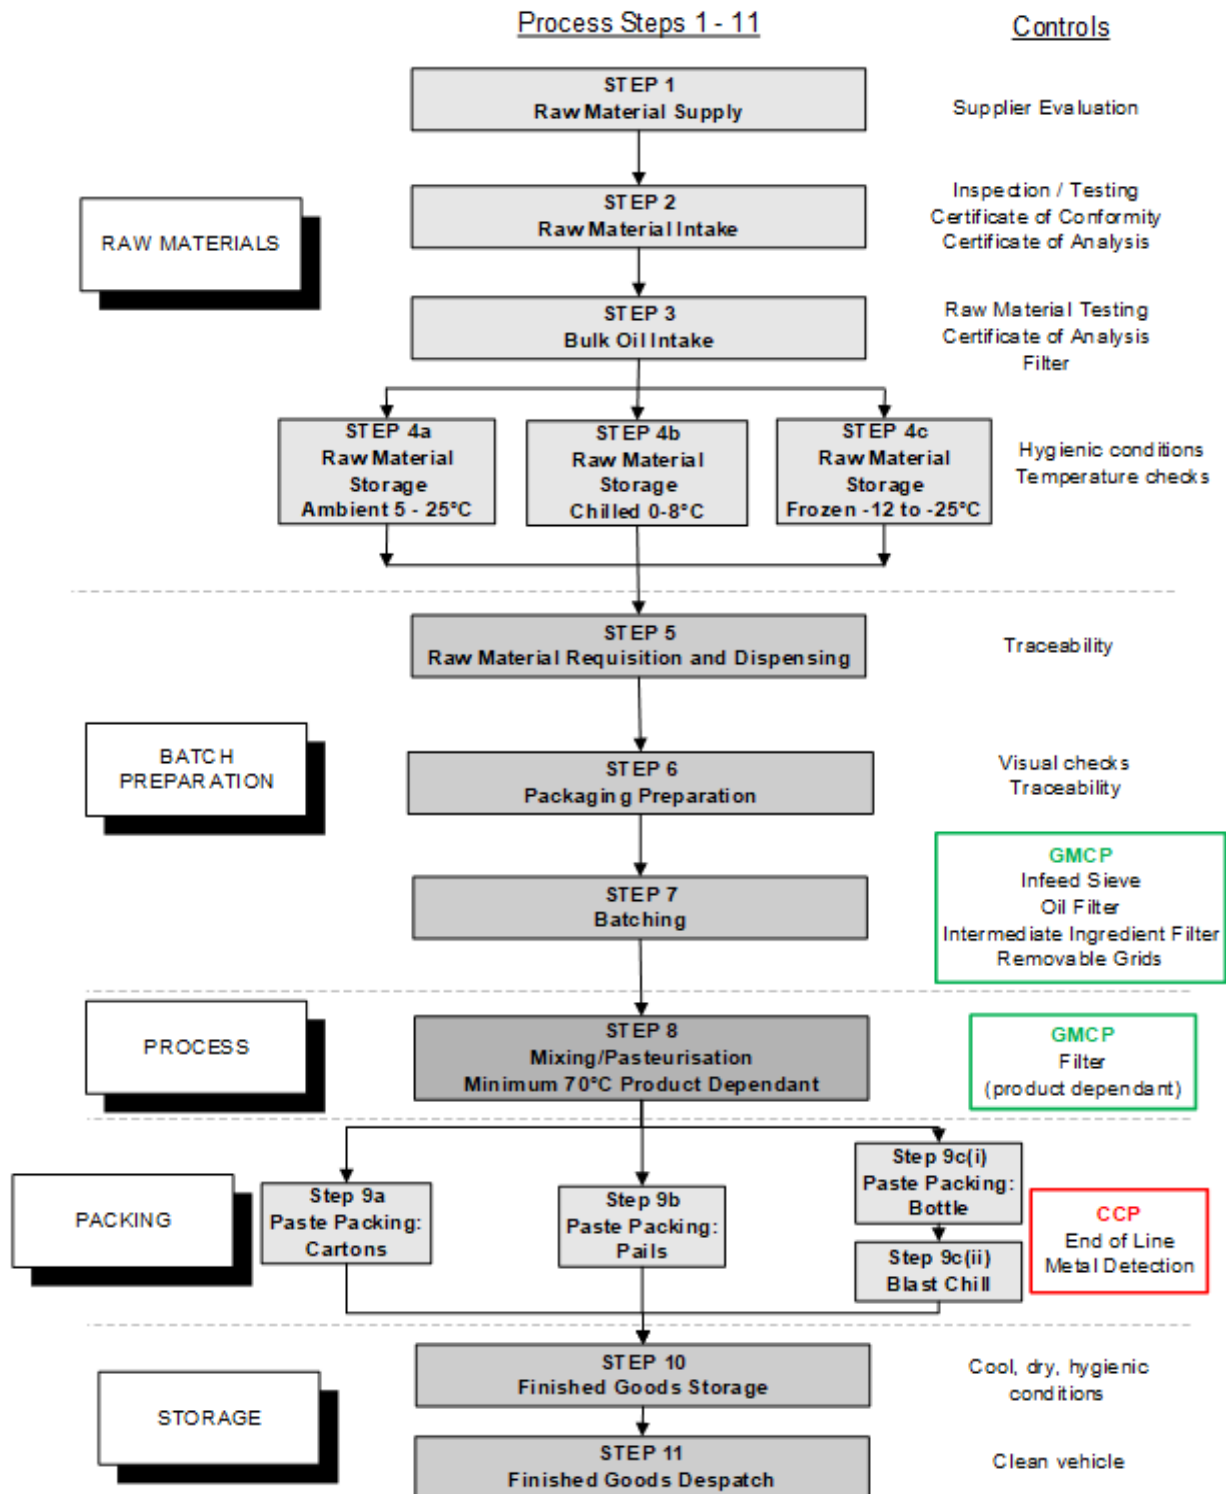 Process Steps 1 - 11
Controls
STEP 1
Raw Material Supply
Supplier Evaluation
RAW MATERIALS
STEP 2
Raw Material Intake
Inspection / Testing
Certificate of Conformity
Certificate of Analysis
STEP 3
Bulk Oil Intake
Raw Material Testing
Certificate of Analysis
Filter
STEP 4a
Raw Material
Storage
Ambient 5 - 25°C
STEP 4b
Raw Material
Storage
Chilled 0-8°C
STEP 4c
Raw Material
Storage
Frozen -12 to -25°C
Hygienic conditions
Temperature checks
STEP 5
Raw Material Requisition and Dispensing
Traceability
BATCH
PREPARATION
STEP 6
Packaging Preparation
Visual checks
Traceability
STEP 7
Batching
GMCP
Infeed Sieve
Oil Filter
Intermediate Ingredient Filter
Removable Grids
PROCESS
STEP 8
Mixing/Pasteurisation
Minimum 70°C Product Dependant
GMCP
Filter
(product dependant)
PACKING
Step 9a
Paste Packing:
Cartons
Step 9b
Paste Packing:
Pails
Step 9c(i)
Paste Packing:
Bottle
Step 9c(ii)
Blast Chill
CCP
End of Line
Metal Detection
STORAGE
STEP 10
Finished Goods Storage
Cool, dry, hygienic
conditions
STEP 11
Finished Goods Despatch
Clean vehicle